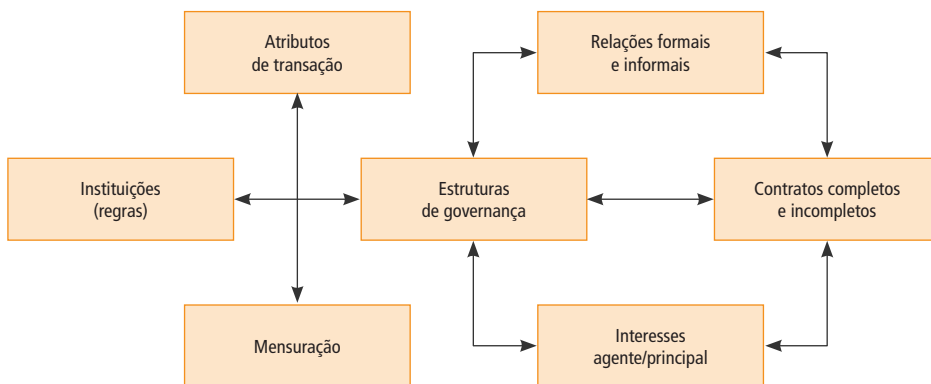 Atributos
de transação
Relações formais
e informais
Instituições
(regras)
Estruturas
de governança
Contratos completos
e incompletos
Mensuração
Interesses
agente/principal